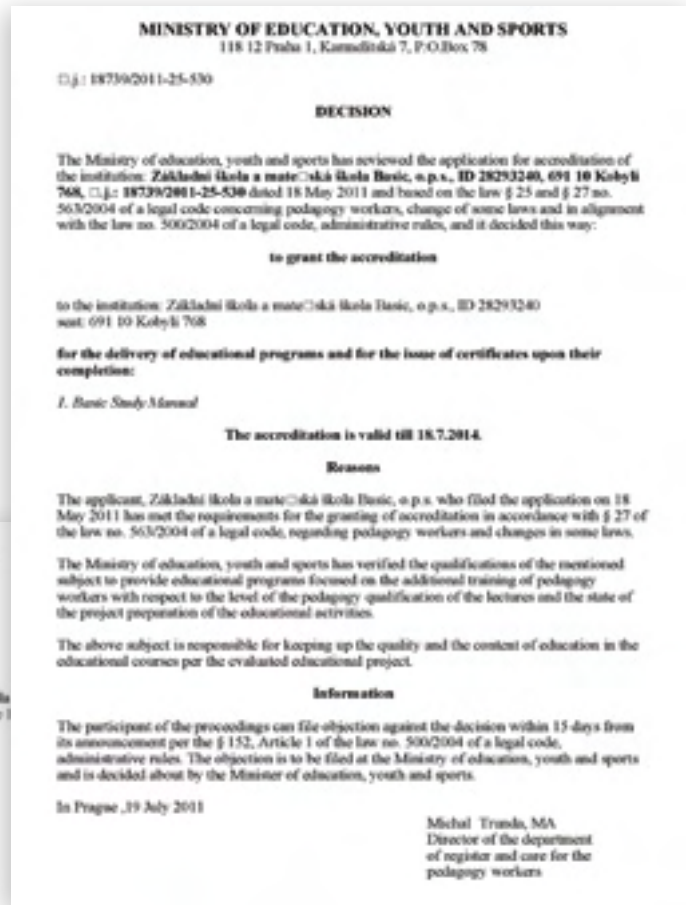 MINISTRY OF EDUCATION, YOUTH AND SPORTS
118 12 Praha 1, Karmelitská 7, P.O.Box 78
□.j.: 18739/2011-25-530
DECISION
The Ministry of education, youth and sports has reviewed the application for accreditation of
the institution: Základní škola a mate□ská škola Basic, o.p.s., ID 28293240, 691 10 Kobylí
768, □.j.: 18739/2011-25-530 dated 18 May 2011 and based on the law § 25 and § 27 no.
563/2004 of a legal code concerning pedagogy workers, change of some laws and in alignment
with the law no. 500/2004 of a legal code, administrative rules, and it decided this way:
to grant the accreditation
to the institution: Základní škola a mate□ská škola Basic, o.p.s., ID 28293240
seat: 691 10 Kobylí 768
for the delivery of educational programs and for the issue of certificates upon their
completion:
1. Basic Study Manual
The accreditation is valid till 18.7.2014.
Reasons
The applicant, Základní škola a mate□ská škola Basic, o.p.s. who filed the application on 18
May 2011 has met the requirements for the granting of accreditation in accordance with § 27 of
the law no. 563/2004 of a legal code, regarding pedagogy workers and changes in some laws.
The Ministry of education, youth and sports has verified the qualifications of the mentioned
subject to provide educational programs focused on the additional training of pedagogy
workers with respect to the level of the pedagogy qualification of the lectures and the state of
the project preparation of the educational activities.
The above subject is responsible for keeping up the quality and the content of education in the
educational courses per the evaluated educational project.
Information
The participant of the proceedings can file objection against the decision within 15 days from
its announcement per the § 152, Article 1 of the law no. 500/2004 of a legal code,
administrative rules. The objection is to be filed at the Ministry of education, youth and sports
and is decided about by the Minister of education, youth and sports.
In Prague ,19 July 2011
Michal Trunda, MA
Director of the department
of register and care for the
pedagogy workers